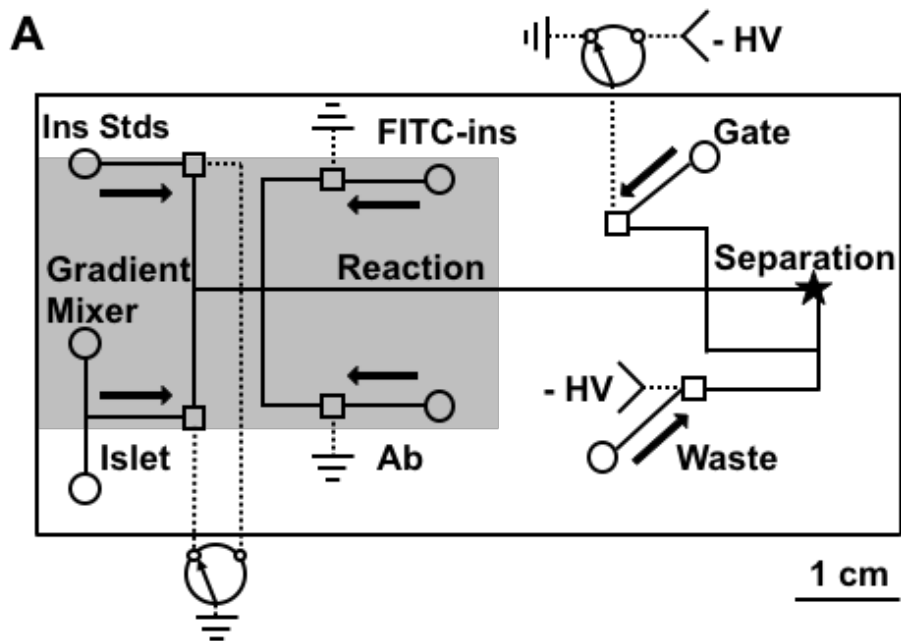 A
- HV
Ins Stds
FITC-ins
Gate
Gradient
Mixer
Reaction
Separation
- HV
Islet
Ab
Waste
1 cm